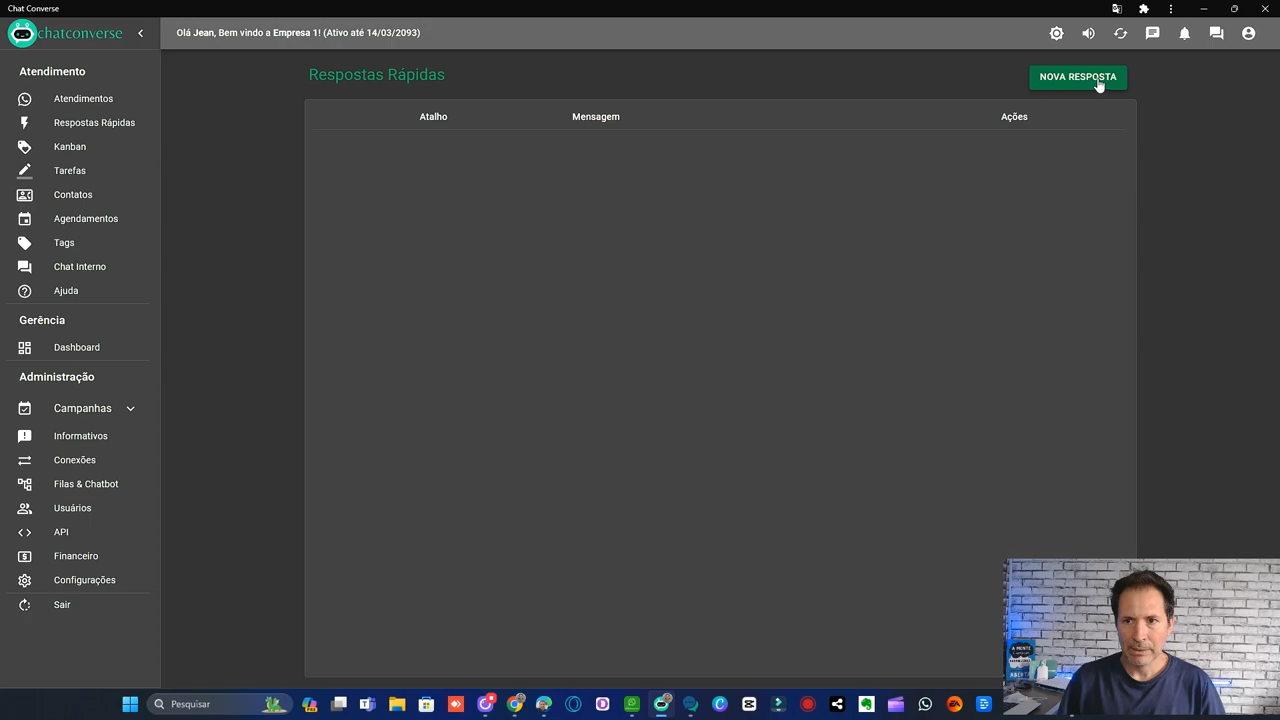 Chat Converse
chatconverse
Olá Jean, Bem vindo a Empresa 1! (Ativo até 14/03/2093)
Atendimento
Atendimentos
Respostas Rápidas
Kanban
Tarefas
Contatos
Agendamentos
Tags
Chat Interno
Ajuda
Gerência
Dashboard
Administração
Campanhas
Informativos
Conexões
Filas & Chatbot
Usuários
API
Financeiro
Configurações
Sair
Respostas Rápidas
NOVA RESPOSTA
Atalho
Mensagem
Ações
A MENTE
Pesquisar